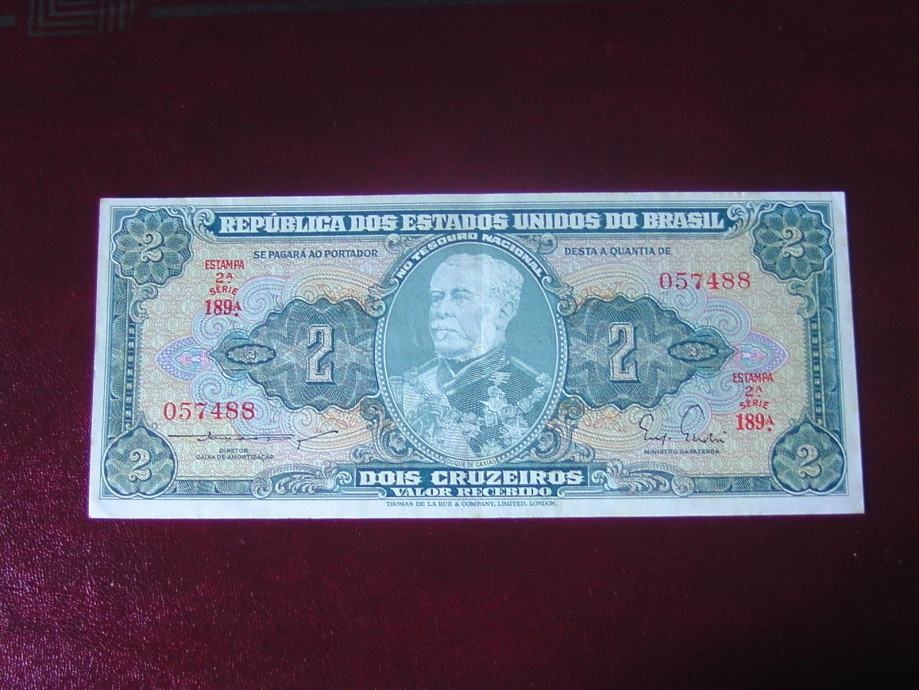 REPÚBLICA DOS ESTADOS UNIDOS DO BRASIL
2
2
SE PAGARÁ AO PORTADOR
NO TESOURO NACIONAL
DESTA A QUANTIA DE
ESTAMPA
2ª
SÉRIE
189ª
057488
2
2
2
2
057488
ESTAMPA
2ª
SÉRIE
189ª
DIRETOR
CAIXA DE AMORTIZAÇÃO
MINISTRO DA FAZENDA
DUQUE DE CAXIAS
2
2
DOIS CRUZEIROS
VALOR RECEBIDO
THOMAS DE LA RUE & COMPANY, LIMITED, LONDON.